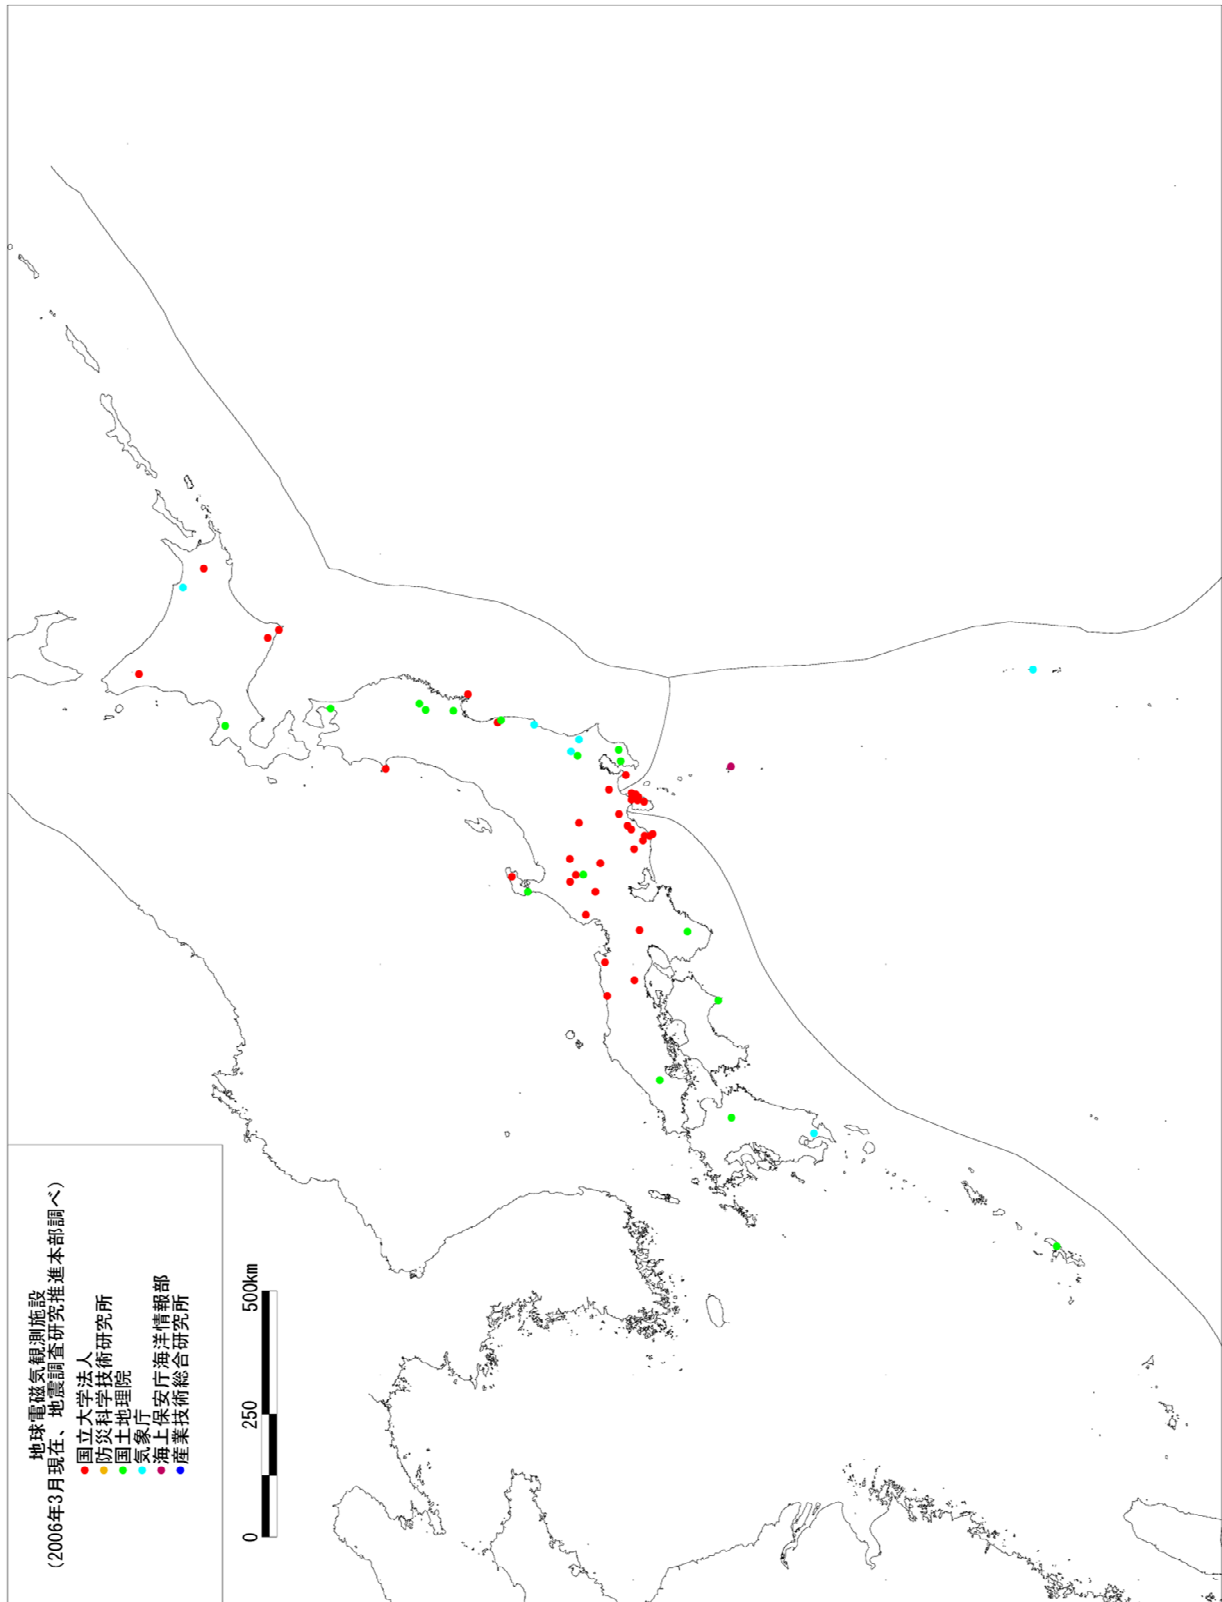 地球電磁気観測施設
(2006年3月現在、地震調査研究推進本部調べ)
国立大学法人
防災科学技術研究所
国土地理院
気象庁
海上保安庁海洋情報部
産業技術総合研究所
0 250 500km